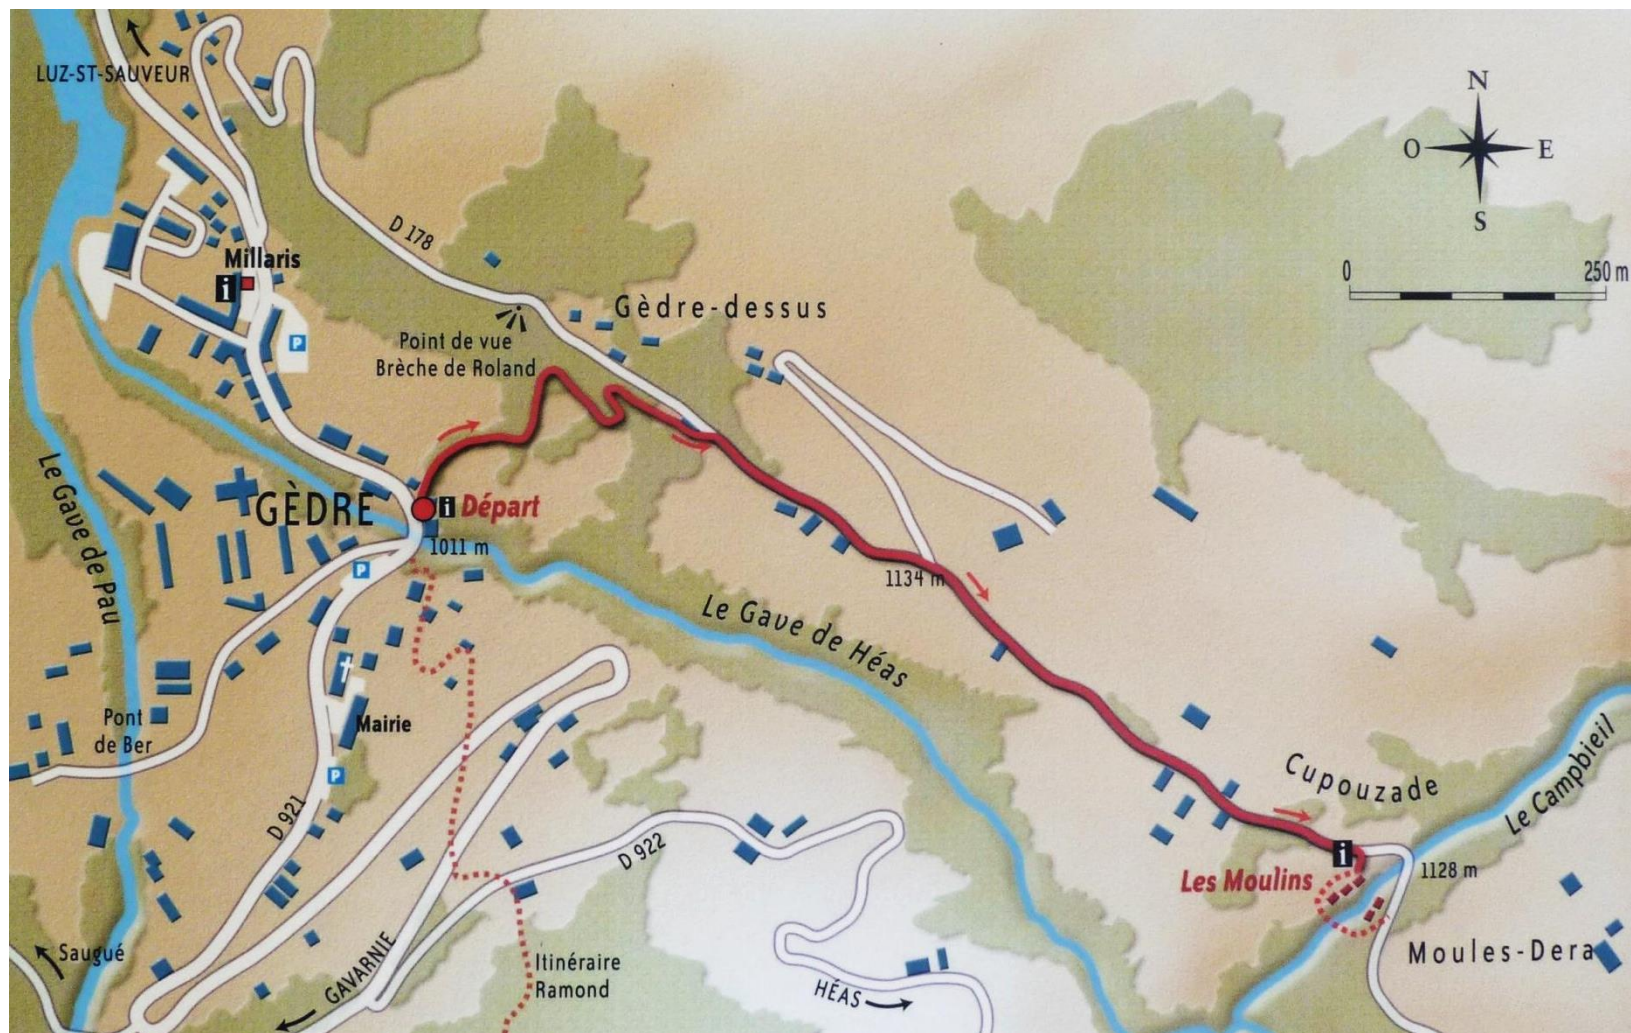 LUZ-ST-SAUVEUR
N
O
E
S
0
250 m
D 178
Millaris
i
P
Gèdre-dessus
Point de vue
Brèche de Roland
GÈDRE
i
Départ
1011 m
P
Le Gave de Pau
1134 m
Le Gave de Héas
Pont
de Ber
Mairie
P
D 921
D 922
Cupouzade
Le Campbieil
i
1128 m
Les Moulins
Moules-Dera
Saugué
GAVARNIE
Itinéraire
Ramond
HÉAS